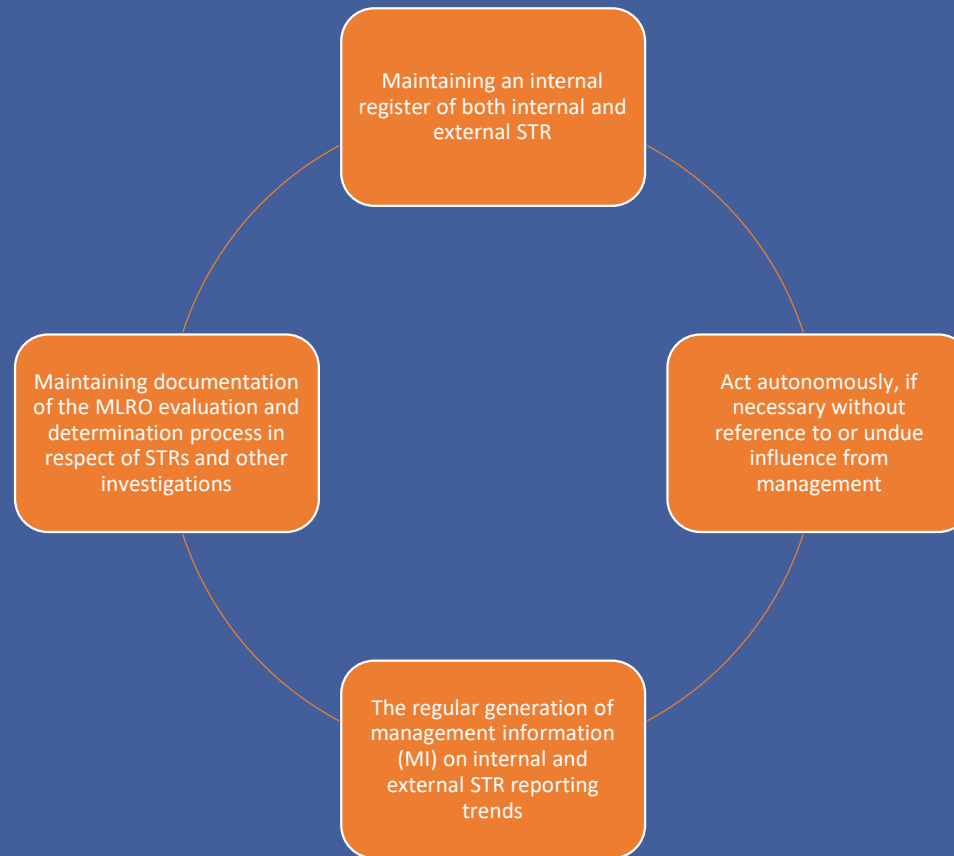 Maintaining an internal
register of both internal and
external STR
Act autonomously, if
necessary without
reference to or undue
influence from
management
The regular generation of
management information
(MI) on internal and
external STR reporting
trends
Maintaining documentation
of the MLRO evaluation and
determination process in
respect of STRs and other
investigations